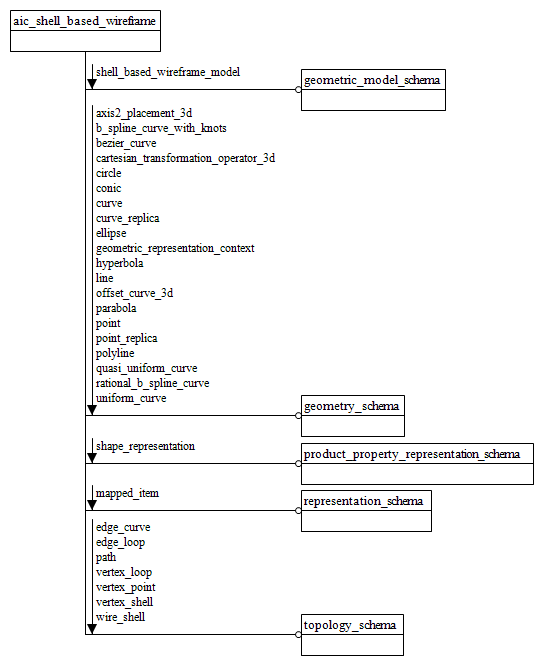 aic_shell_based_wireframe
shell_based_wireframe_model
geometric_model_schema
axis2_placement_3d
b_spline_curve_with_knots
bezier_curve
cartesian_transformation_operator_3d
circle
conic
curve
curve_replica
ellipse
geometric_representation_context
hyperbola
line
offset_curve_3d
parabola
point
point_replica
polyline
quasi_uniform_curve
rational_b_spline_curve
uniform_curve
geometry_schema
shape_representation
product_property_representation_schema
mapped_item
representation_schema
edge_curve
edge_loop
path
vertex_loop
vertex_point
vertex_shell
wire_shell
topology_schema